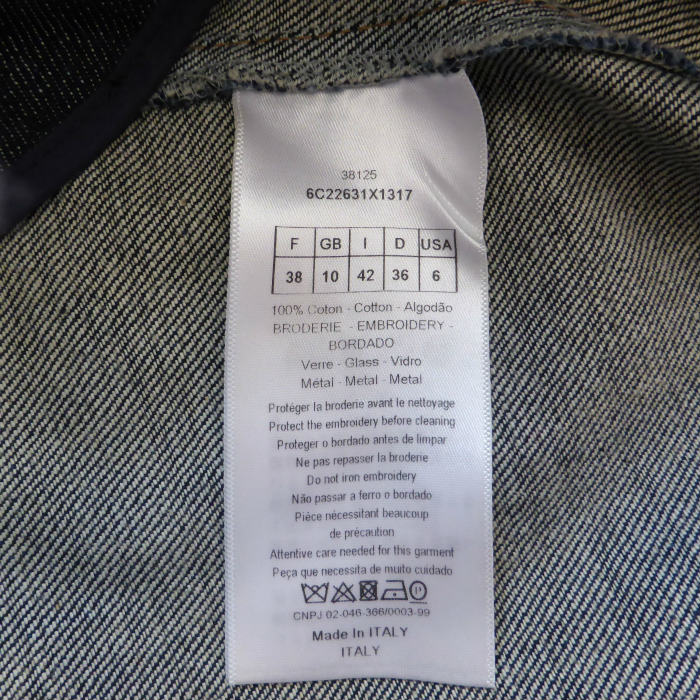 38125
6C22631X1317
F GB I D USA
38 10 42 36 6
100% Coton - Cotton - Algodão
BRODERIE - EMBROIDERY -
BORDADO
Verre - Glass - Vidro
Métal - Metal - Metal
Protéger la broderie avant le nettoyage
Protect the embroidery before cleaning
Proteger o bordado antes de limpar
Ne pas repasser la broderie
Do not iron embroidery
Não passar a ferro o bordado
Pièce nécessitant beaucoup
de précaution
Attentive care needed for this garment
Peça que necessita de muito cuidado
P
CNPJ 02-046-366/0003-99
Made In ITALY
ITALY